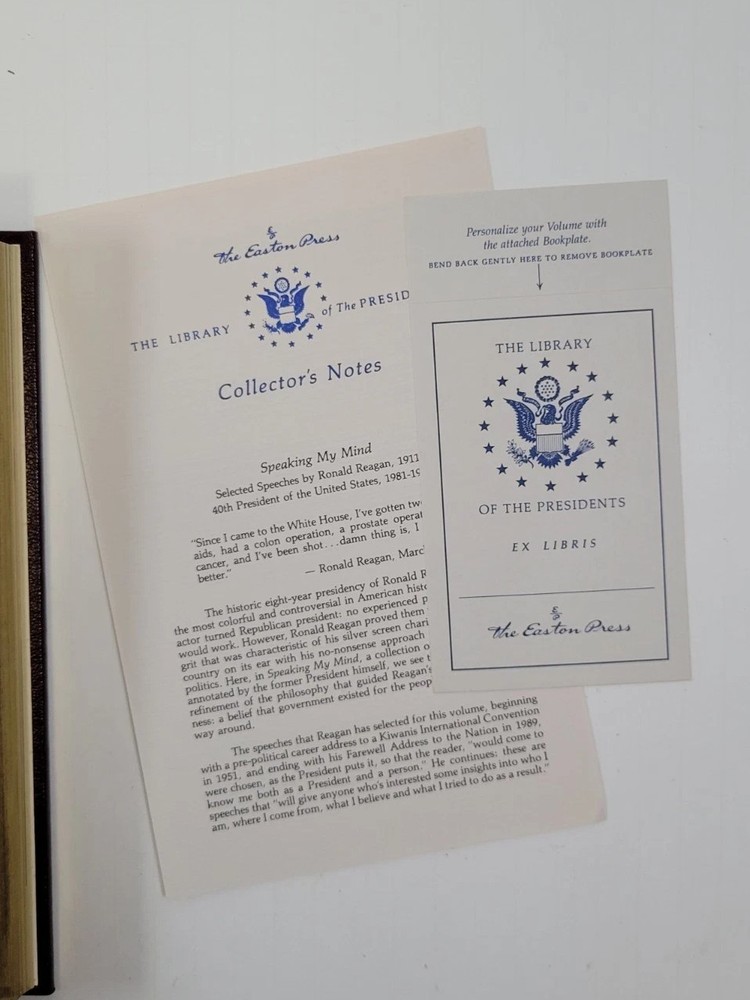 The Easton Press
THE LIBRARY of The PRESID
Collector's Notes
Speaking My Mind
Selected Speeches by Ronald Reagan, 1911
40th President of the United States, 1981-19
"Since I came to the White House, I've gotten tw
aids, had a colon operation, a prostate operat
cancer, and I've been shot...damn thing is, I
better."
— Ronald Reagan, Marc
The historic eight-year presidency of Ronald R
the most colorful and controversial in American histo
actor turned Republican president: no experienced p
would work. However, Ronald Reagan proved them
grit that was characteristic of his silver screen chari
country on its ear with his no-nonsense approach
politics. Here, in Speaking My Mind, a collection o
annotated by the former President himself, we see t
refinement of the philosophy that guided Reagan's
ness: a belief that government existed for the peop
way around.
The speeches that Reagan has selected for this volume, beginning
with a pre-political career address to a Kiwanis International Convention
in 1951, and ending with his Farewell Address to the Nation in 1989,
were chosen, as the President puts it, so that the reader, "would come to
know me both as a President and a person." He continues: these are
speeches that "will give anyone who's interested some insights into who I
am, where I come from, what I believe and what I tried to do as a result."
Personalize your Volume with
the attached Bookplate.
BEND BACK GENTLY HERE TO REMOVE BOOKPLATE
THE LIBRARY
OF THE PRESIDENTS
EX LIBRIS
The Easton Press